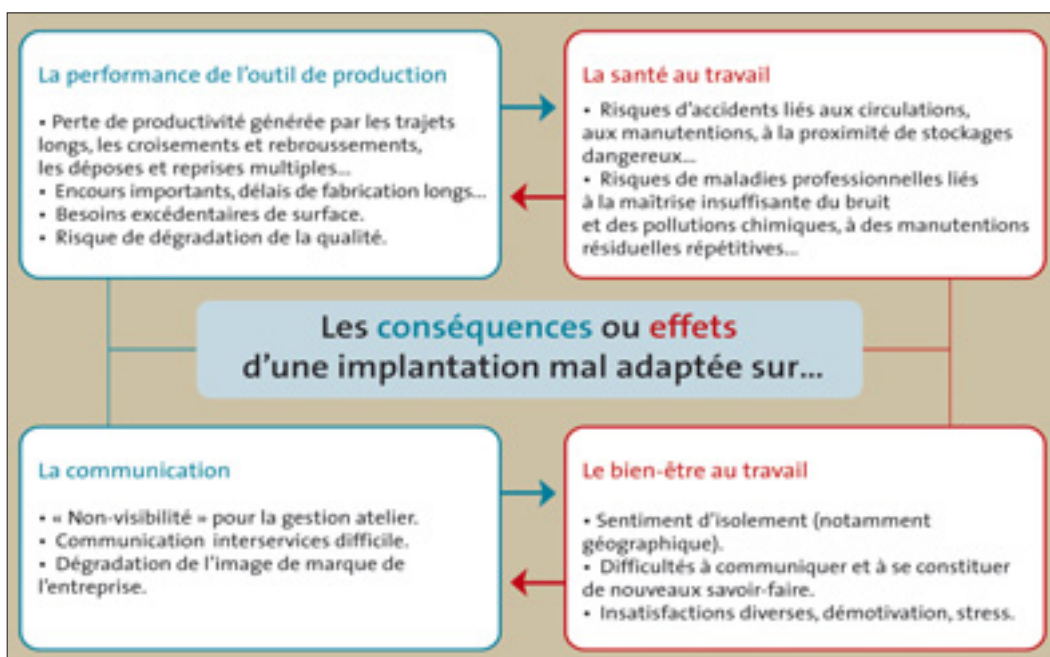 La performance de l'outil de production
• Perte de productivité générée par les trajets
longs, les croisements et rebroussements,
les déposes et reprises multiples...
• Encours importants, délais de fabrication longs...
• Besoins excédentaires de surface.
• Risque de dégradation de la qualité.
La santé au travail
• Risques d'accidents liés aux circulations,
aux manutentions, à la proximité de stockages
dangereux...
• Risques de maladies professionnelles liés
à la maîtrise insuffisante du bruit
et des pollutions chimiques, à des manutentions
résiduelles répétitives...
Les conséquences ou effets
d'une implantation mal adaptée sur...
La communication
• « Non-visibilité » pour la gestion atelier.
• Communication interservices difficile.
• Dégradation de l'image de marque de
l'entreprise.
Le bien-être au travail
• Sentiment d'isolement (notamment
géographique).
• Difficultés à communiquer et à se constituer
de nouveaux savoir-faire.
• Insatisfactions diverses, démotivation, stress.